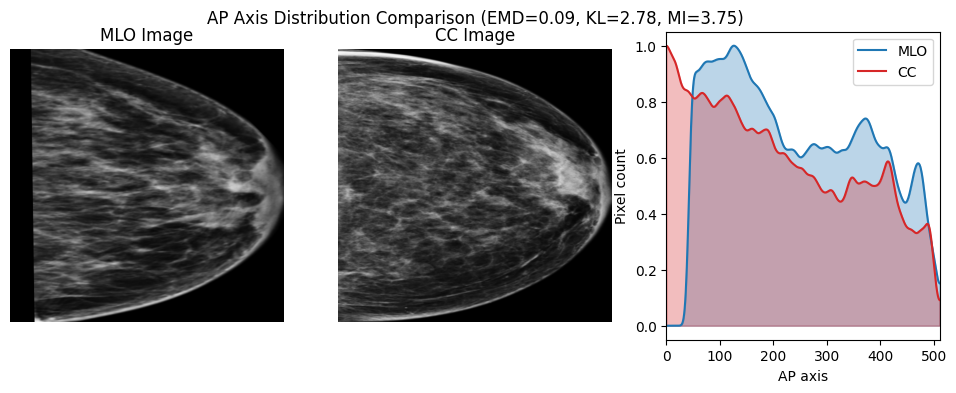 AP Axis Distribution Comparison (EMD=0.09, KL=2.78, MI=3.75)
MLO Image
CC Image
MLO
CC
Pixel count
1.0
0.8
0.6
0.4
0.2
0.0
0 100 200 300 400 500
AP axis